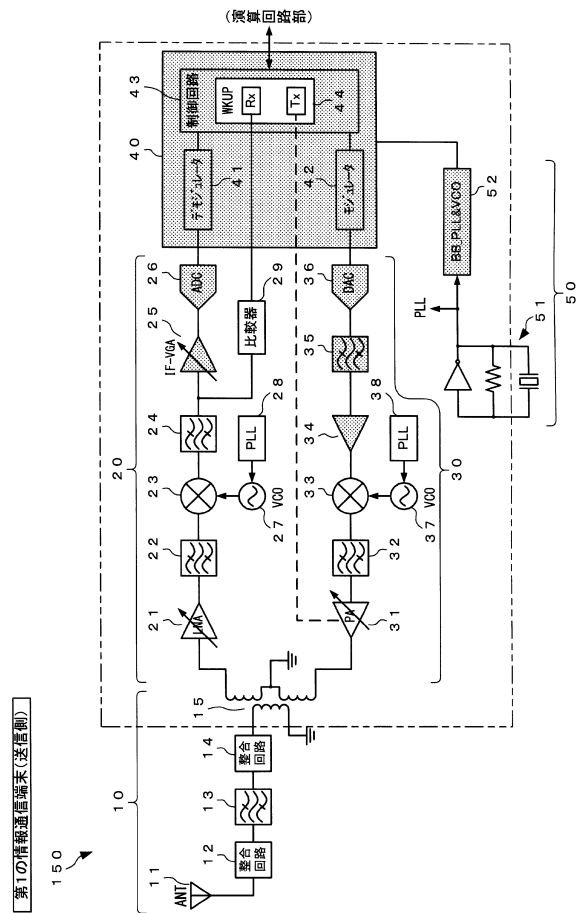 第1の情報通信端末(送信側)
150
10
11
ANT
12
整合
回路
13
14
整合
回路
15
20
21
LNA
22
23
24
25
IF-VGA
26
ADC
27
VCO
28
PLL
29
比較器
30
31
PA
32
33
34
35
36
DAC
37
VCO
38
PLL
40
41
デモジュレータ
42
モジュレータ
43
制御回路
WKUP
Rx
Tx
44
(演算回路部)
50
51
PLL
52
BB_PLL&VCO